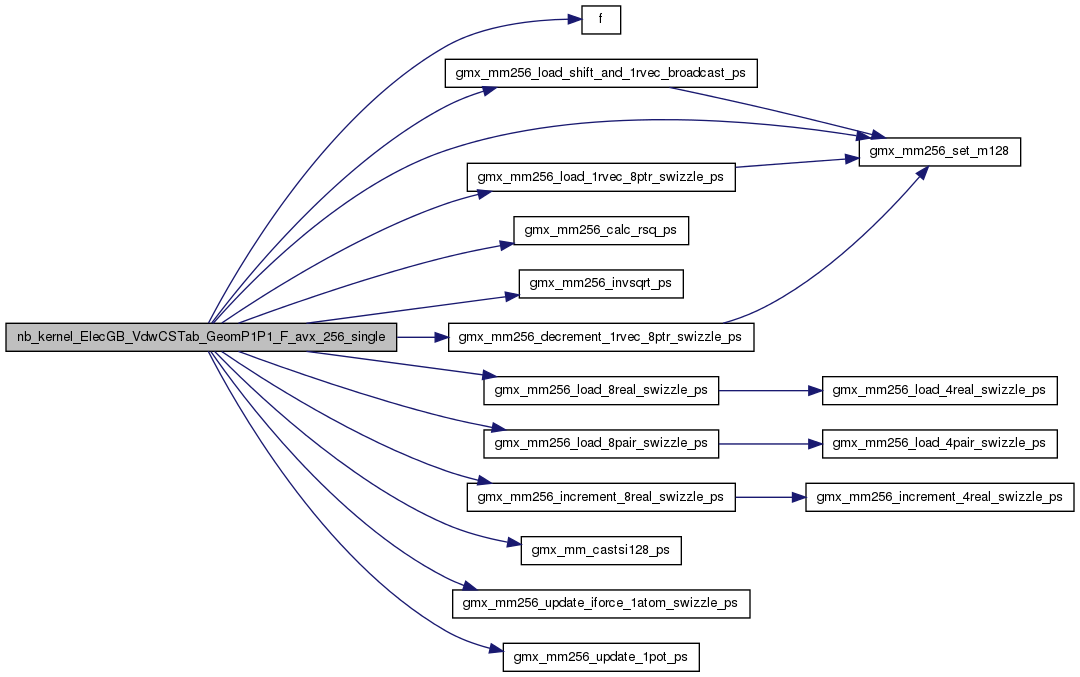 f
gmx_mm256_load_shift_and_1rvec_broadcast_ps
gmx_mm256_set_m128
gmx_mm256_load_1rvec_8ptr_swizzle_ps
gmx_mm256_calc_rsq_ps
gmx_mm256_invsqrt_ps
nb_kernel_ElecGB_VdwCSTab_GeomP1P1_F_avx_256_single
gmx_mm256_decrement_1rvec_8ptr_swizzle_ps
gmx_mm256_load_8real_swizzle_ps
gmx_mm256_load_4real_swizzle_ps
gmx_mm256_load_8pair_swizzle_ps
gmx_mm256_load_4pair_swizzle_ps
gmx_mm256_increment_8real_swizzle_ps
gmx_mm256_increment_4real_swizzle_ps
gmx_mm_castsi128_ps
gmx_mm256_update_iforce_1atom_swizzle_ps
gmx_mm256_update_1pot_ps